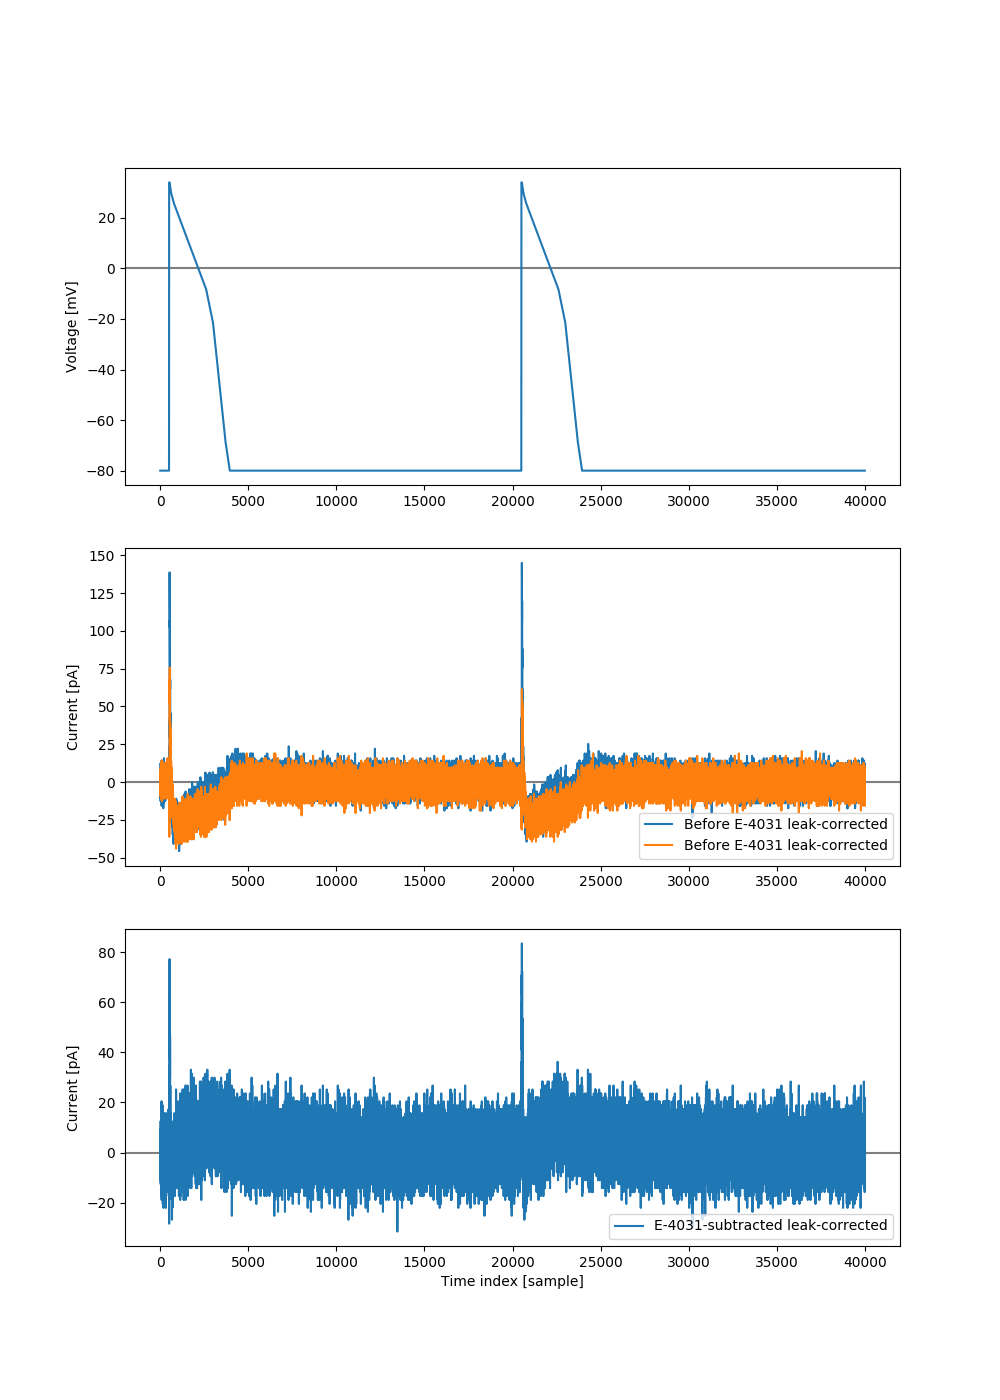 20
0
−20
−40
−60
−80
Voltage [mV]
0 5000 10000 15000 20000 25000 30000 35000 40000
150
125
100
75
50
25
0
−25
−50
Current [pA]
Before E-4031 leak-corrected
Before E-4031 leak-corrected
0 5000 10000 15000 20000 25000 30000 35000 40000
80
60
40
20
0
−20
Current [pA]
E-4031-subtracted leak-corrected
0 5000 10000 15000 20000 25000 30000 35000 40000
Time index [sample]